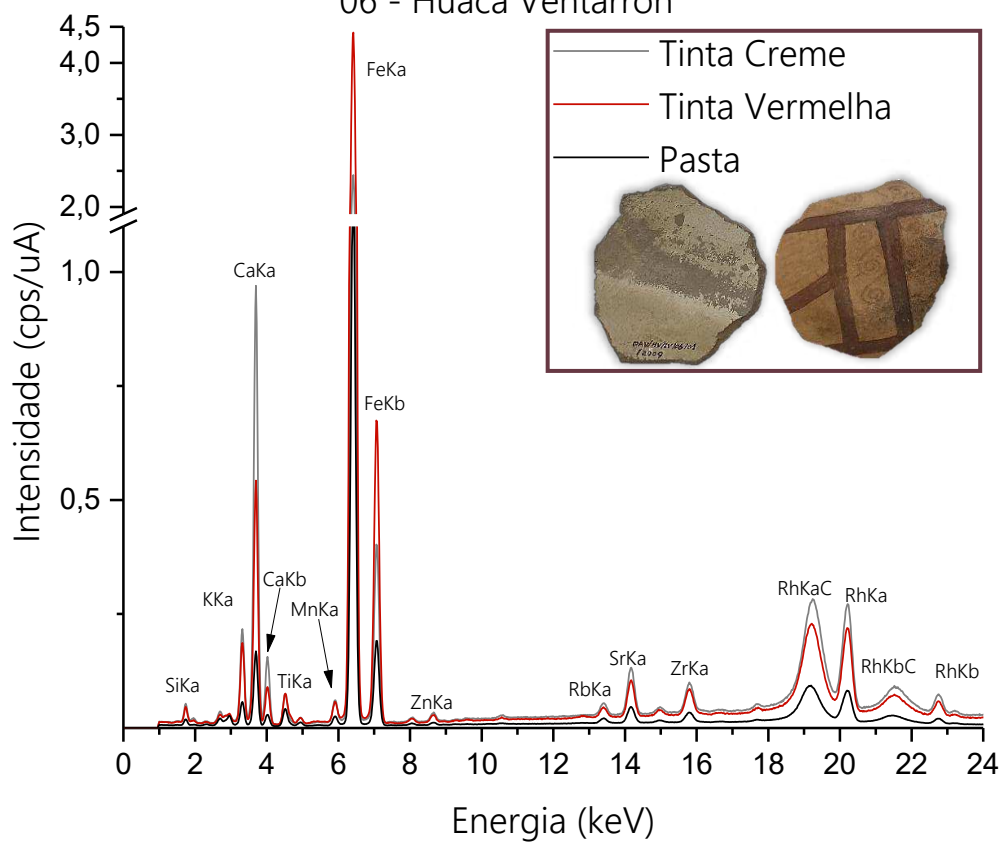 06 - Huaca Ventarrón
4,5
4,0
3,0
2,0
1,0
0,5
Intensidade (cps/uA)
Tinta Creme
Tinta Vermelha
Pasta
/2009
FeKa
CaKa
FeKb
KKa
CaKb
MnKa
SiKa
TiKa
ZnKa
RbKa
SrKa
ZrKa
RhKaC
RhKa
RhKbC
RhKb
0 2 4 6 8 10 12 14 16 18 20 22 24
Energia (keV)